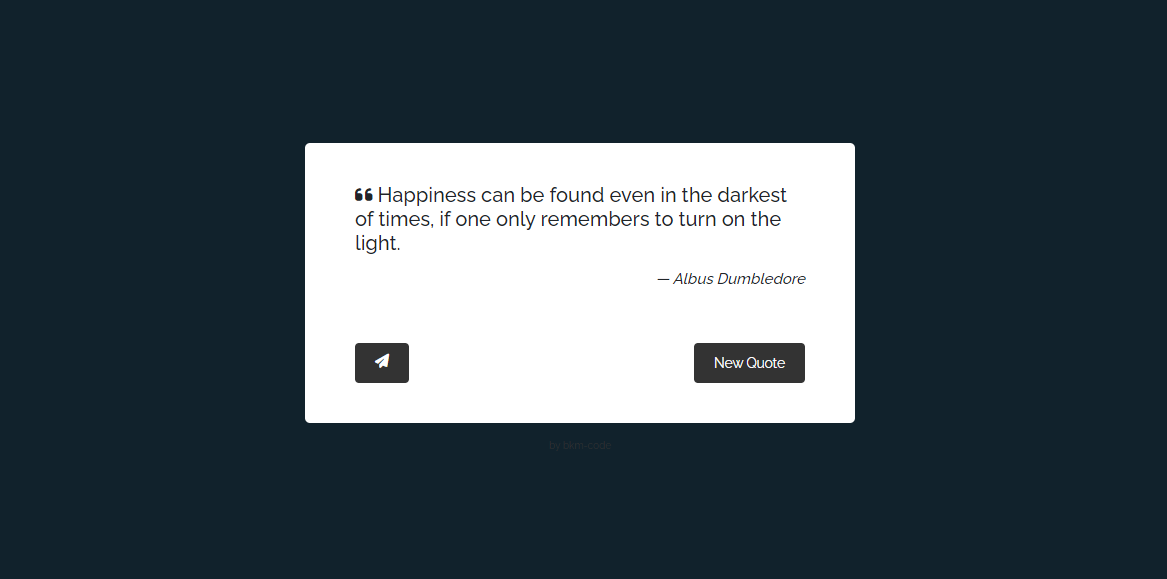 ❝ Happiness can be found even in the darkest
of times, if one only remembers to turn on the
light.
— Albus Dumbledore
New Quote
by bkm-code